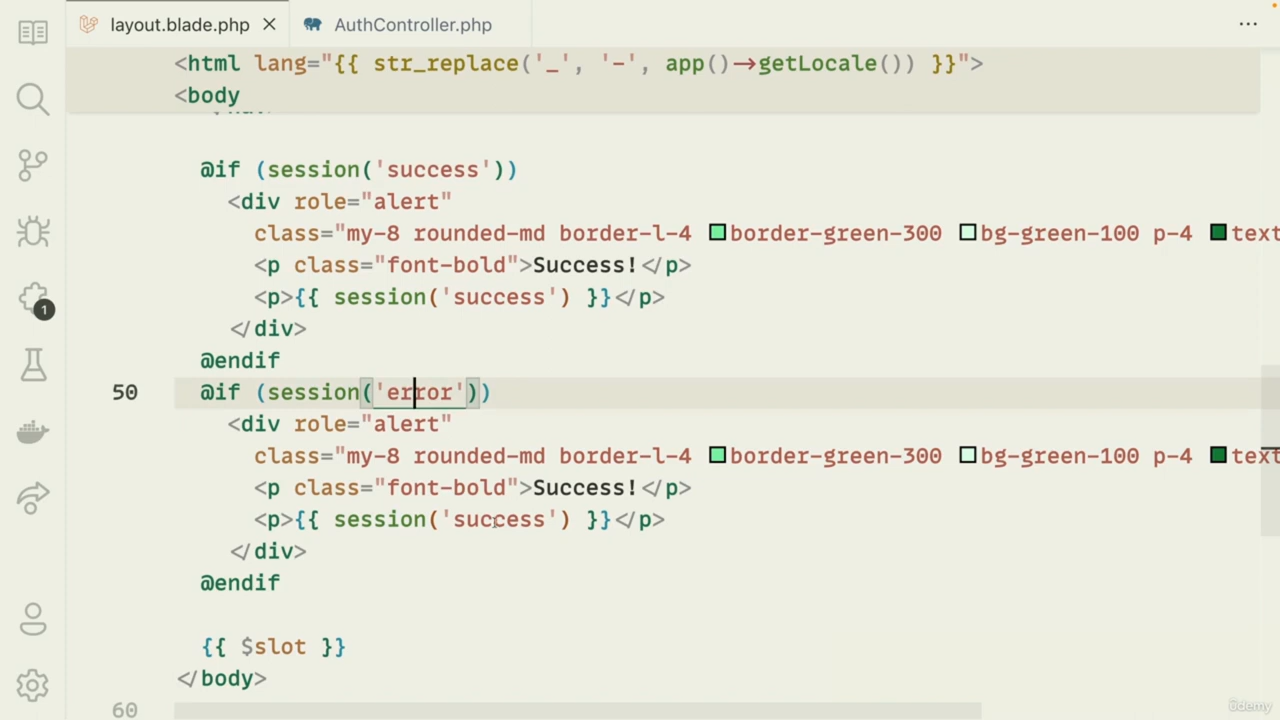 layout.blade.php
AuthController.php
<html lang="{{ str_replace('_', '-', app()->getLocale()) }}">
<body
@if (session('success'))
<div role="alert"
class="my-8 rounded-md border-l-4 border-green-300 bg-green-100 p-4 text
<p class="font-bold">Success!</p>
<p>{{ session('success') }}</p>
</div>
@endif
50 @if (session('error'))
<div role="alert"
class="my-8 rounded-md border-l-4 border-green-300 bg-green-100 p-4 text
<p class="font-bold">Success!</p>
<p>{{ session('success') }}</p>
</div>
@endif
{{ $slot }}
</body>
60
1
ûdemy